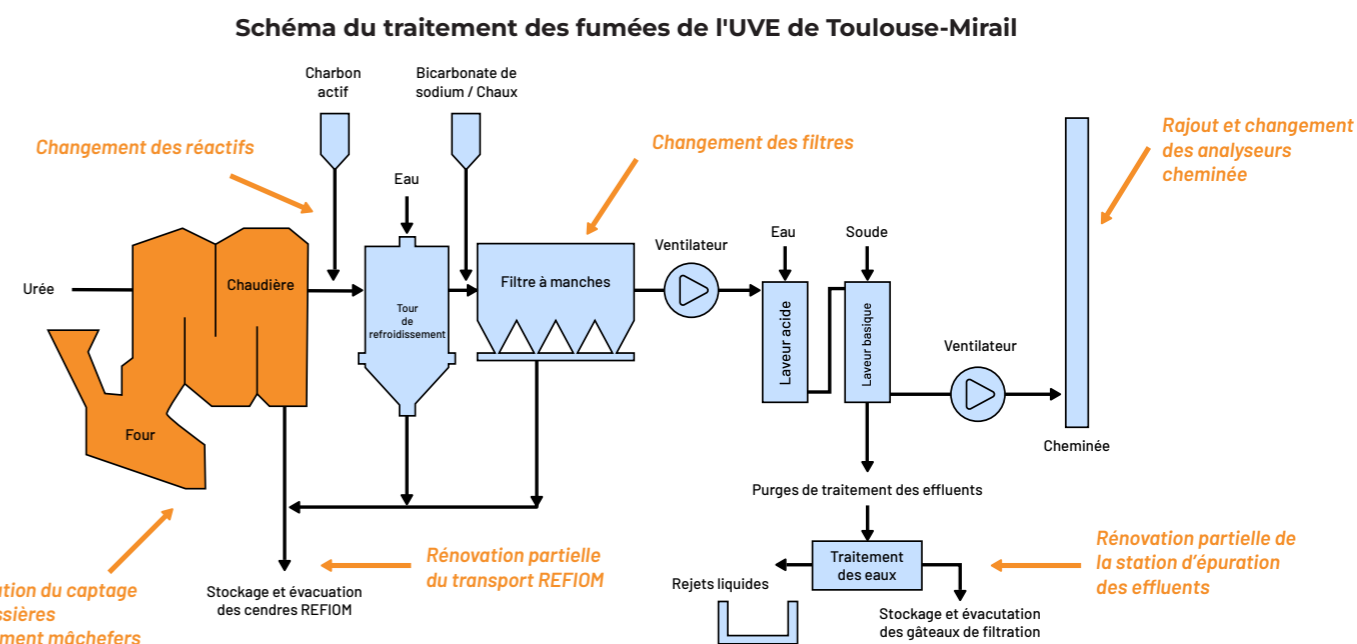 Schéma du traitement des fumées de l'UVE de Toulouse-Mirail
Charbon
actif
Bicarbonate de
sodium / Chaux
Changement des réactifs
Changement des filtres
Rajout et changement
des analyseurs
cheminée
Eau
Ventilateur
Eau
Soude
Urée
Chaudière
Tour
de
refroidissement
Filtre à manches
Laveur acide
Laveur basique
Ventilateur
Four
Cheminée
Purges de traitement des effluents
Rénovation partielle
du transport REFIOM
Traitement
des eaux
Rénovation partielle de
la station d'épuration
des effluents
Rejets liquides
Stockage et évacuation
des cendres REFIOM
Stockage et évacutation
des gâteaux de filtration
du captage
mâchefers